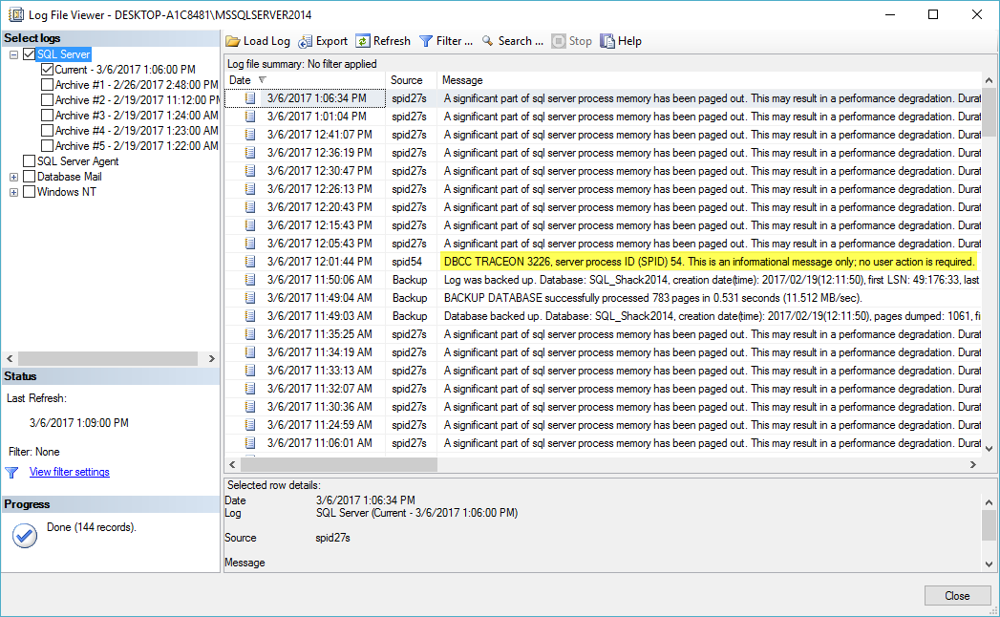 Log File Viewer - DESKTOP-A1C8481\MSSQLSERVER2014
Select logs
SQL Server
Current - 3/6/2017 1:06:00 PM
Archive #1 - 2/26/2017 2:48:00 PM
Archive #2 - 2/19/2017 11:12:00 PM
Archive #3 - 2/19/2017 1:24:00 AM
Archive #4 - 2/19/2017 1:23:00 AM
Archive #5 - 2/19/2017 1:22:00 AM
SQL Server Agent
Database Mail
Windows NT
Status
Last Refresh:
3/6/2017 1:09:00 PM
Filter: None
View filter settings
Progress
Done (144 records).
Load Log Export Refresh Filter ... Search ... Stop Help
Log file summary: No filter applied
Date Source Message
3/6/2017 1:06:34 PM spid27s A significant part of sql server process memory has been paged out. This may result in a performance degradation. Durat
3/6/2017 1:01:04 PM spid27s A significant part of sql server process memory has been paged out. This may result in a performance degradation. Durat
3/6/2017 12:41:07 PM spid27s A significant part of sql server process memory has been paged out. This may result in a performance degradation. Durat
3/6/2017 12:36:19 PM spid27s A significant part of sql server process memory has been paged out. This may result in a performance degradation. Durat
3/6/2017 12:30:47 PM spid27s A significant part of sql server process memory has been paged out. This may result in a performance degradation. Durat
3/6/2017 12:26:13 PM spid27s A significant part of sql server process memory has been paged out. This may result in a performance degradation. Durat
3/6/2017 12:20:43 PM spid27s A significant part of sql server process memory has been paged out. This may result in a performance degradation. Durat
3/6/2017 12:15:43 PM spid27s A significant part of sql server process memory has been paged out. This may result in a performance degradation. Durat
3/6/2017 12:05:43 PM spid27s A significant part of sql server process memory has been paged out. This may result in a performance degradation. Durat
3/6/2017 12:01:44 PM spid54 DBCC TRACEON 3226, server process ID (SPID) 54. This is an informational message only; no user action is required.
3/6/2017 11:50:06 AM Backup Log was backed up. Database: SQL_Shack2014, creation date(time): 2017/02/19(12:11:50), first LSN: 49:176:33, last
3/6/2017 11:49:04 AM Backup BACKUP DATABASE successfully processed 783 pages in 0.531 seconds (11.512 MB/sec).
3/6/2017 11:49:03 AM Backup Database backed up. Database: SQL_Shack2014, creation date(time): 2017/02/19(12:11:50), pages dumped: 1061, fi
3/6/2017 11:35:25 AM spid27s A significant part of sql server process memory has been paged out. This may result in a performance degradation. Durat
3/6/2017 11:34:19 AM spid27s A significant part of sql server process memory has been paged out. This may result in a performance degradation. Durat
3/6/2017 11:33:13 AM spid27s A significant part of sql server process memory has been paged out. This may result in a performance degradation. Durat
3/6/2017 11:32:07 AM spid27s A significant part of sql server process memory has been paged out. This may result in a performance degradation. Durat
3/6/2017 11:30:36 AM spid27s A significant part of sql server process memory has been paged out. This may result in a performance degradation. Durat
3/6/2017 11:24:59 AM spid27s A significant part of sql server process memory has been paged out. This may result in a performance degradation. Durat
3/6/2017 11:06:01 AM spid27s A significant part of sql server process memory has been paged out. This may result in a performance degradation. Durat
Selected row details:
Date 3/6/2017 1:06:34 PM
Log SQL Server (Current - 3/6/2017 1:06:00 PM)
Source spid27s
Message
Close